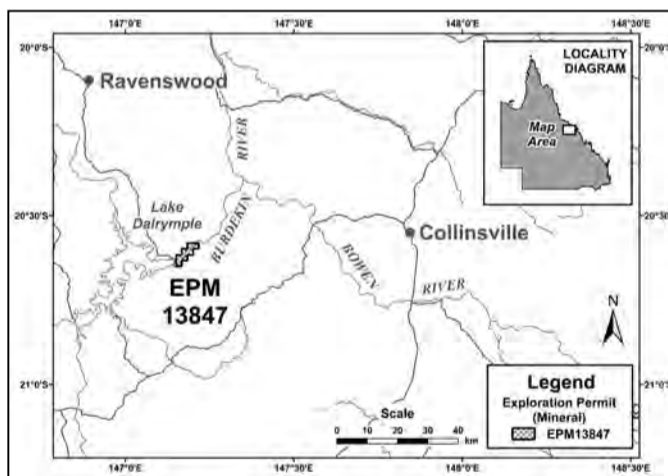 147°0'E
147°30'E
148°0'E
148°30'E
20°0'S
20°0'S
LOCALITY
DIAGRAM
Map
Area
Ravenswood
RIVER
Lake
Dalrymple
BURDEKIN
20°30'S
20°30'S
Collinsville
BOWEN
RIVER
EPM
13847
N
21°0'S
21°0'S
Legend
Exploration Permit
(Mineral)
EPM13847
Scale
0 10 20 30 40
km
147°0'E
147°30'E
148°0'E
148°30'E